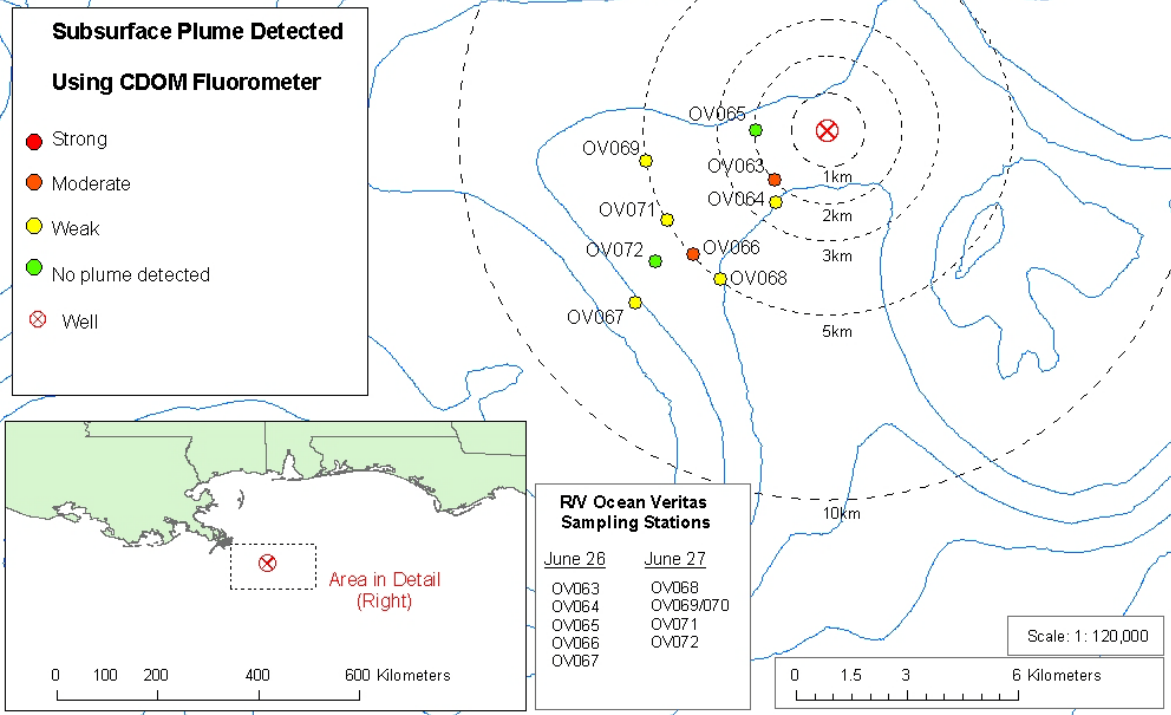 Subsurface Plume Detected
Using CDOM Fluorometer
Strong
Moderate
Weak
No plume detected
Well
OV065
OV069
OV063
1km
OV064
OV071
2km
OV072
OV066
3km
OV068
OV067
5km
10km
Area in Detail
(Right)
0 100 200 400 600 Kilometers
R/V Ocean Veritas
Sampling Stations
June 26 June 27
OV063 OV068
OV064 OV069/070
OV065 OV071
OV066 OV072
OV067
Scale: 1: 120,000
0 1.5 3 6 Kilometers